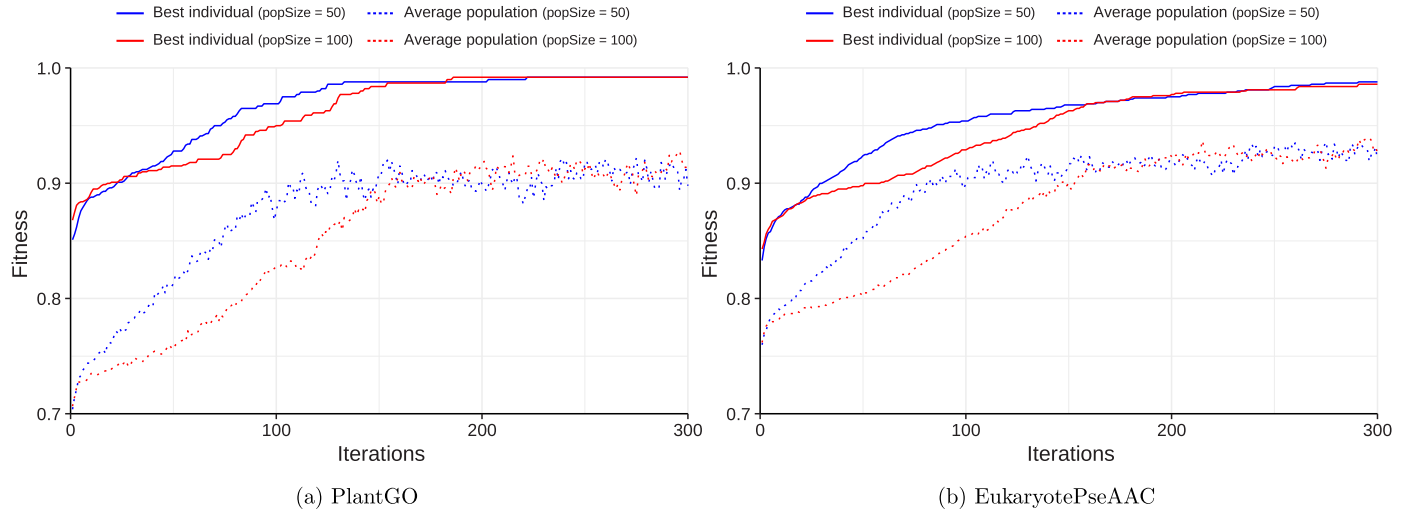 Best individual (popSize = 50) Average population (popSize = 50)
Best individual (popSize = 100) Average population (popSize = 100)
1.0
0.9
0.8
0.7
Fitness
0 100 200 300
Iterations
(a) PlantGO
Best individual (popSize = 50) Average population (popSize = 50)
Best individual (popSize = 100) Average population (popSize = 100)
1.0
0.9
0.8
0.7
Fitness
0 100 200 300
Iterations
(b) EukaryotePseAAC